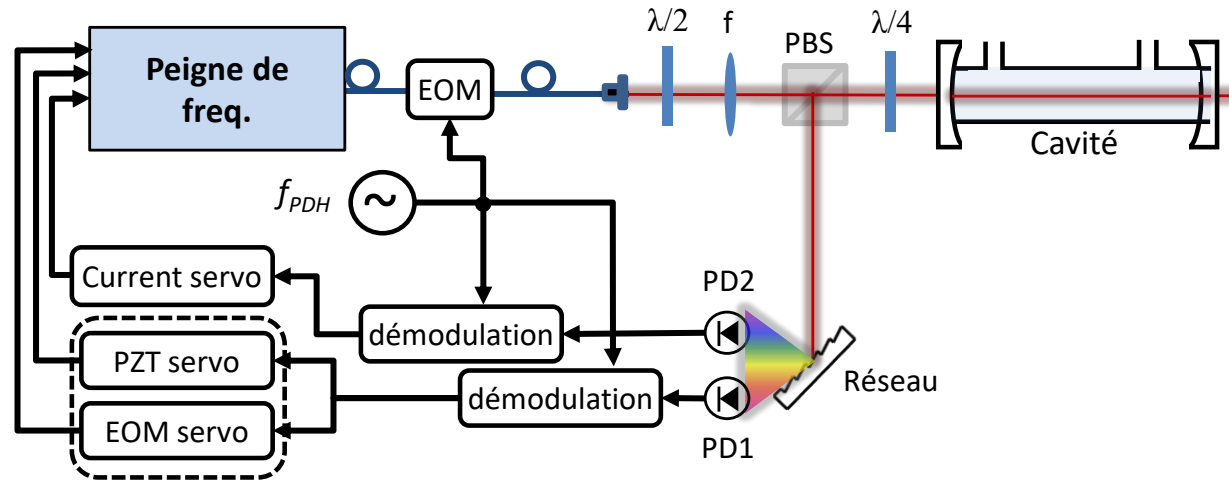 λ/2
f
PBS
λ/4
Peigne de
freq.
EOM
Cavité
f_PDH
~
Current servo
PD2
démodulation
PZT servo
démodulation
Réseau
EOM servo
PD1